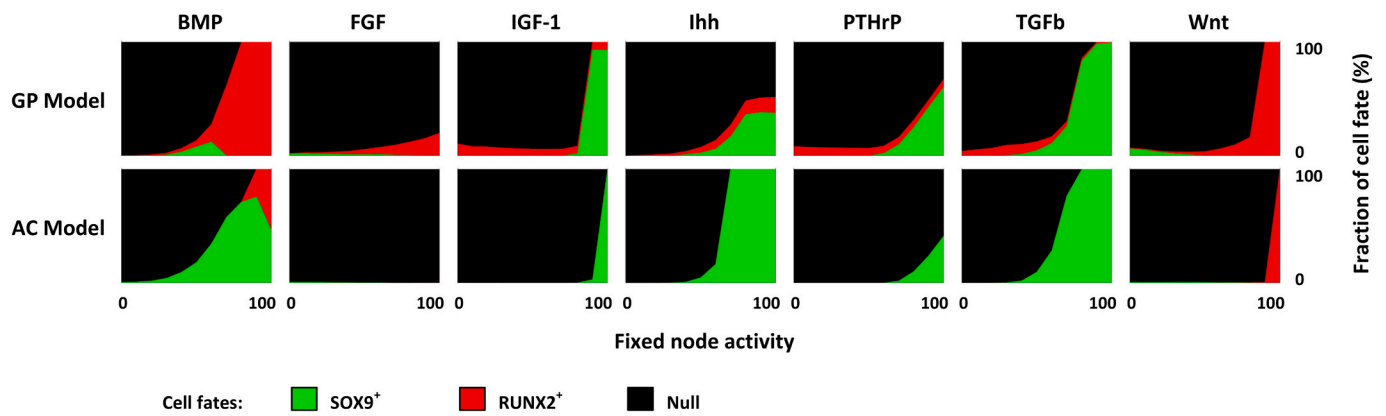 BMP FGF IGF-1 Ihh PTHrP TGFb Wnt
GP Model
100
0
AC Model
100
0
0 100 0 100 0 100 0 100 0 100 0 100 0 100
Fraction of cell fate (%)
Fixed node activity
Cell fates: SOX9+ RUNX2+ Null